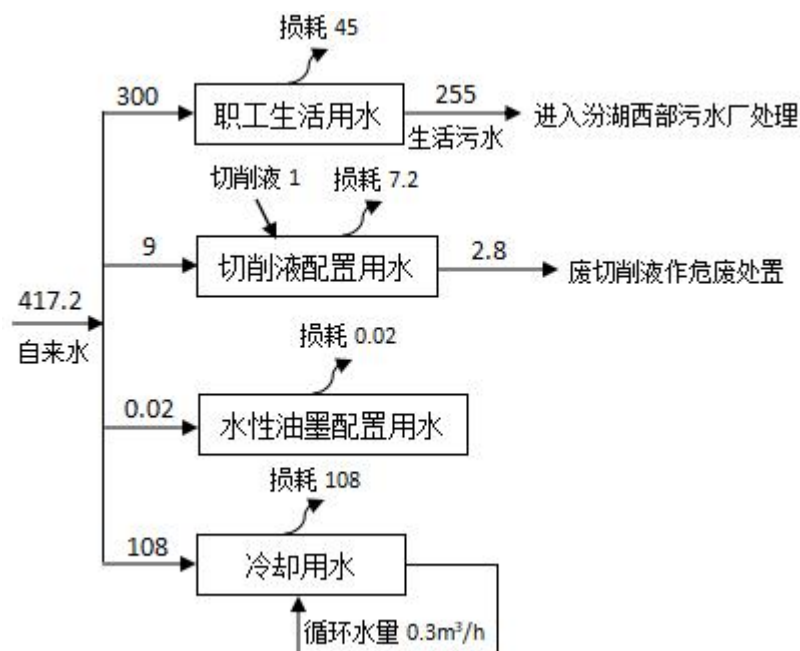 损耗 45
300
职工生活用水
255
生活污水
进入汾湖西部污水厂处理
切削液 1
损耗 7.2
9
切削液配置用水
2.8
废切削液作危废处置
417.2
自来水
损耗 0.02
0.02
水性油墨配置用水
损耗 108
108
冷却用水
循环水量 0.3m³/h